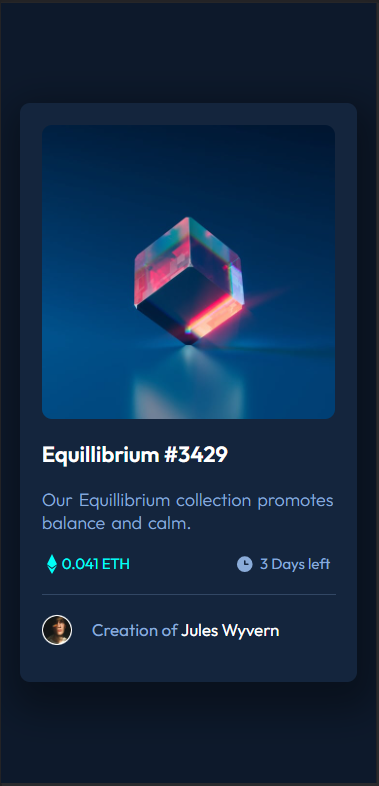 Equillibrium #3429
Our Equillibrium collection promotes
balance and calm.
0.041 ETH 3 Days left
Creation of Jules Wyvern